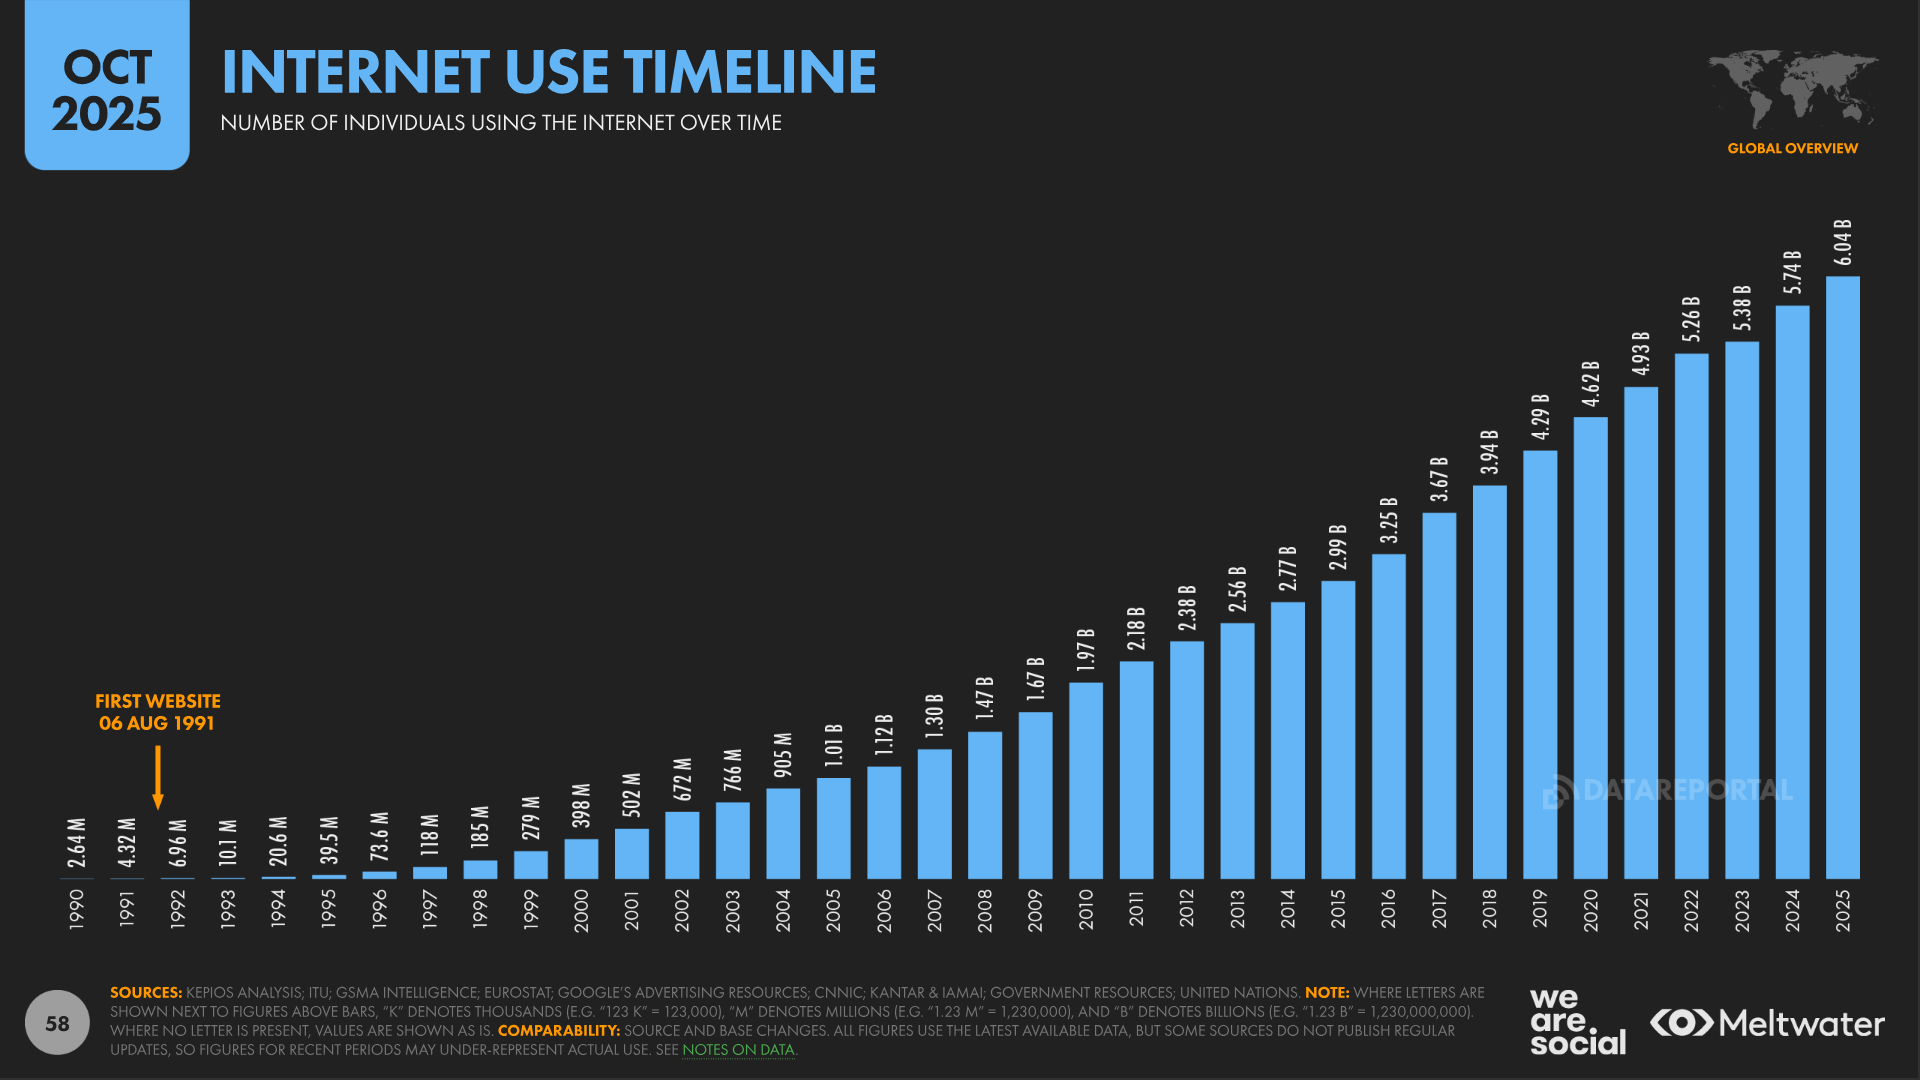 OCT
2025
INTERNET USE TIMELINE
NUMBER OF INDIVIDUALS USING THE INTERNET OVER TIME
GLOBAL OVERVIEW
FIRST WEBSITE
06 AUG 1991
2.64 M
4.32 M
6.96 M
10.1 M
20.6 M
39.5 M
73.6 M
118 M
185 M
279 M
398 M
502 M
672 M
766 M
905 M
1.01 B
1.12 B
1.30 B
1.47 B
1.67 B
1.97 B
2.18 B
2.38 B
2.56 B
2.77 B
2.99 B
3.25 B
3.67 B
3.94 B
4.29 B
4.62 B
4.93 B
5.26 B
5.38 B
5.74 B
6.04 B
DATAREPORTAL
1990
1991
1992
1993
1994
1995
1996
1997
1998
1999
2000
2001
2002
2003
2004
2005
2006
2007
2008
2009
2010
2011
2012
2013
2014
2015
2016
2017
2018
2019
2020
2021
2022
2023
2024
2025
58
SOURCES: KEPIOS ANALYSIS; ITU; GSMA INTELLIGENCE; EUROSTAT; GOOGLE'S ADVERTISING RESOURCES; CNNIC; KANTAR & IAMAI; GOVERNMENT RESOURCES; UNITED NATIONS. NOTE: WHERE LETTERS ARE
SHOWN NEXT TO FIGURES ABOVE BARS, "K" DENOTES THOUSANDS (E.G. "123 K" = 123,000), "M" DENOTES MILLIONS (E.G. "1.23 M" = 1,230,000), AND "B" DENOTES BILLIONS (E.G. "1.23 B" = 1,230,000,000).
WHERE NO LETTER IS PRESENT, VALUES ARE SHOWN AS IS. COMPARABILITY: SOURCE AND BASE CHANGES. ALL FIGURES USE THE LATEST AVAILABLE DATA, BUT SOME SOURCES DO NOT PUBLISH REGULAR
UPDATES, SO FIGURES FOR RECENT PERIODS MAY UNDER-REPRESENT ACTUAL USE. SEE NOTES ON DATA.
we
are.
social
Meltwater